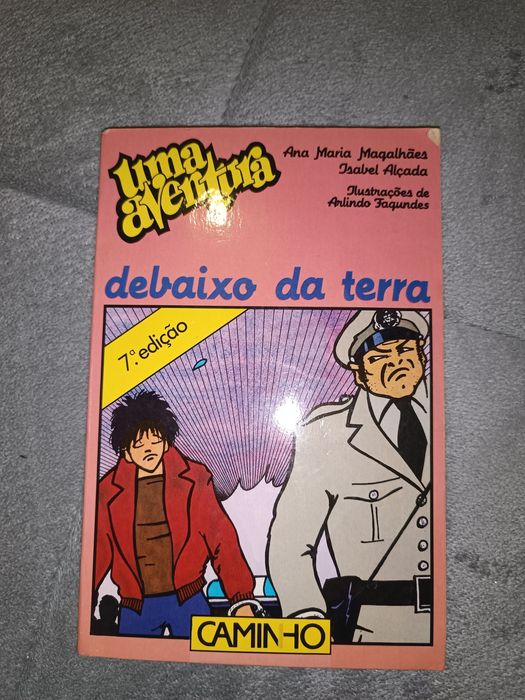 uma
aventura
Ana Maria Magalhães
Isabel Alçada
Ilustrações de
Arlindo Fagundes
debaixo da terra
7.ª edição
CAMINHO